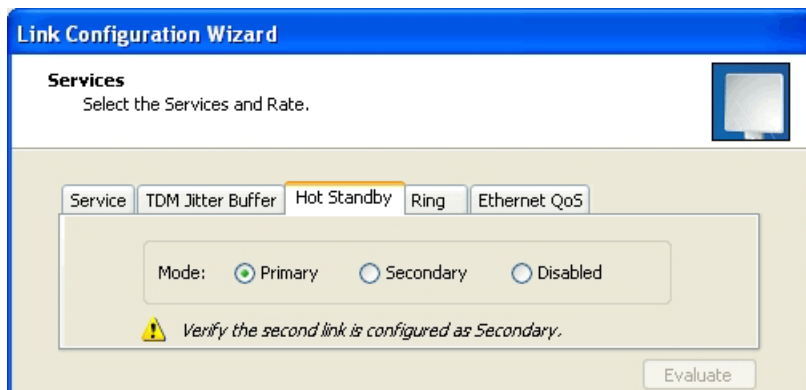 Link Configuration Wizard
Services
Select the Services and Rate.
Service TDM Jitter Buffer Hot Standby Ring Ethernet QoS
Mode: Primary Secondary Disabled
Verify the second link is configured as Secondary.
Evaluate